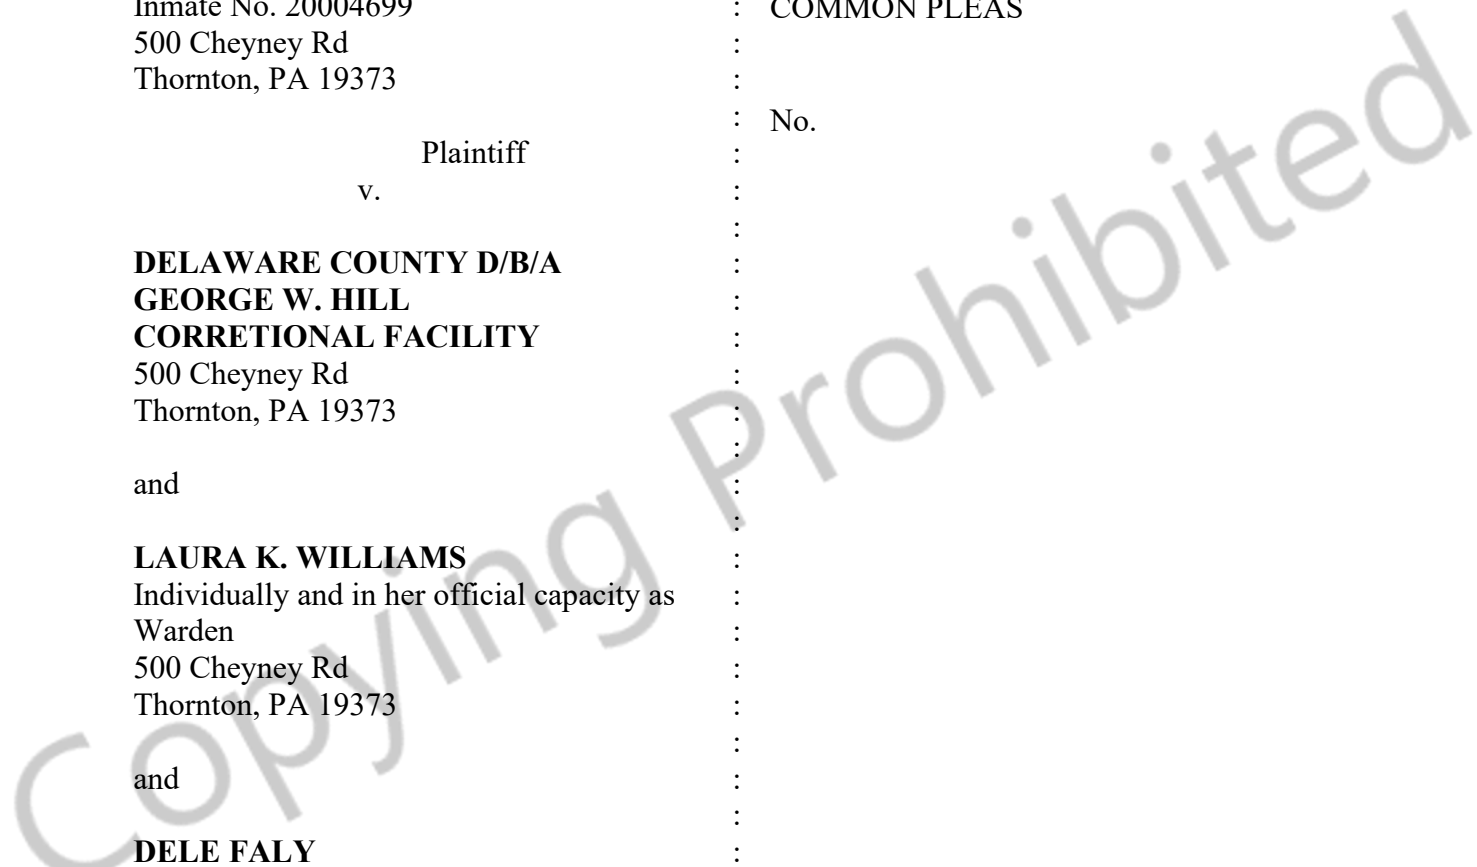 Inmate No. 20004699 : COMMON PLEAS
500 Cheyney Rd :
Thornton, PA 19373 :
: No.
Plaintiff :
v. :
:
DELAWARE COUNTY D/B/A :
GEORGE W. HILL :
CORRETIONAL FACILITY :
500 Cheyney Rd :
Thornton, PA 19373 :
:
and :
:
LAURA K. WILLIAMS :
Individually and in her official capacity as :
Warden :
500 Cheyney Rd :
Thornton, PA 19373 :
:
and :
:
DELE FALY :
Copying Prohibited